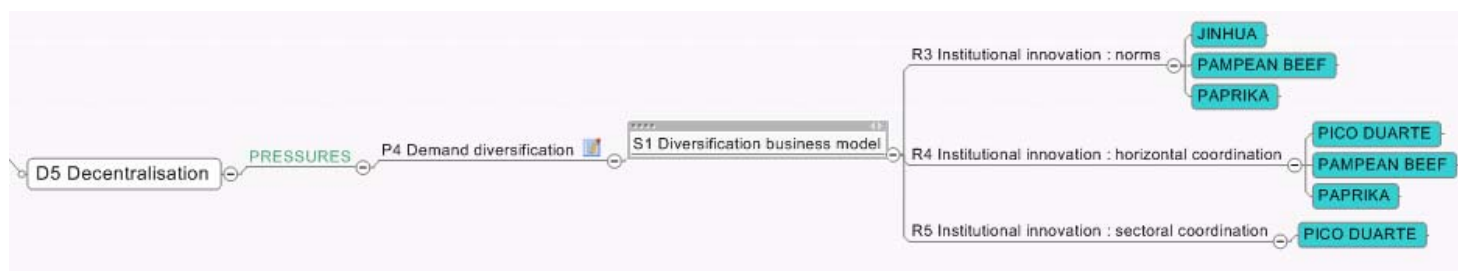 D5 Decentralisation
PRESSURES
P4 Demand diversification
S1 Diversification business model
R3 Institutional innovation : norms
JINHUA
PAMPEAN BEEF
PAPRIKA
R4 Institutional innovation : horizontal coordination
PICO DUARTE
PAMPEAN BEEF
PAPRIKA
R5 Institutional innovation : sectoral coordination
PICO DUARTE